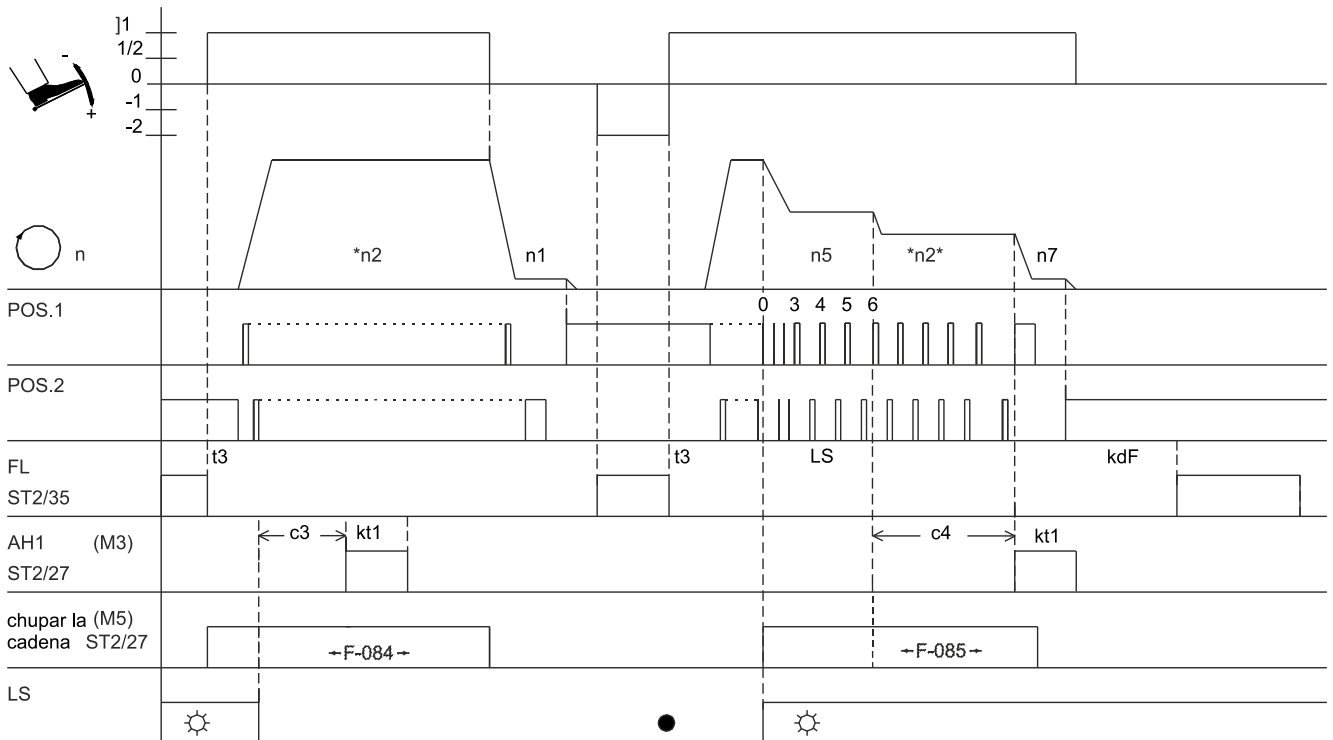 ]1
1/2
0
-1
-2
-
+
n
*n2
n1
n5
*n2*
n7
POS.1
0 3 4 5 6
POS.2
FL
ST2/35
t3
t3
LS
kdF
AH1 (M3)
ST2/27
c3
kt1
c4
kt1
chupar la (M5)
cadena ST2/27
F-084
F-085
LS